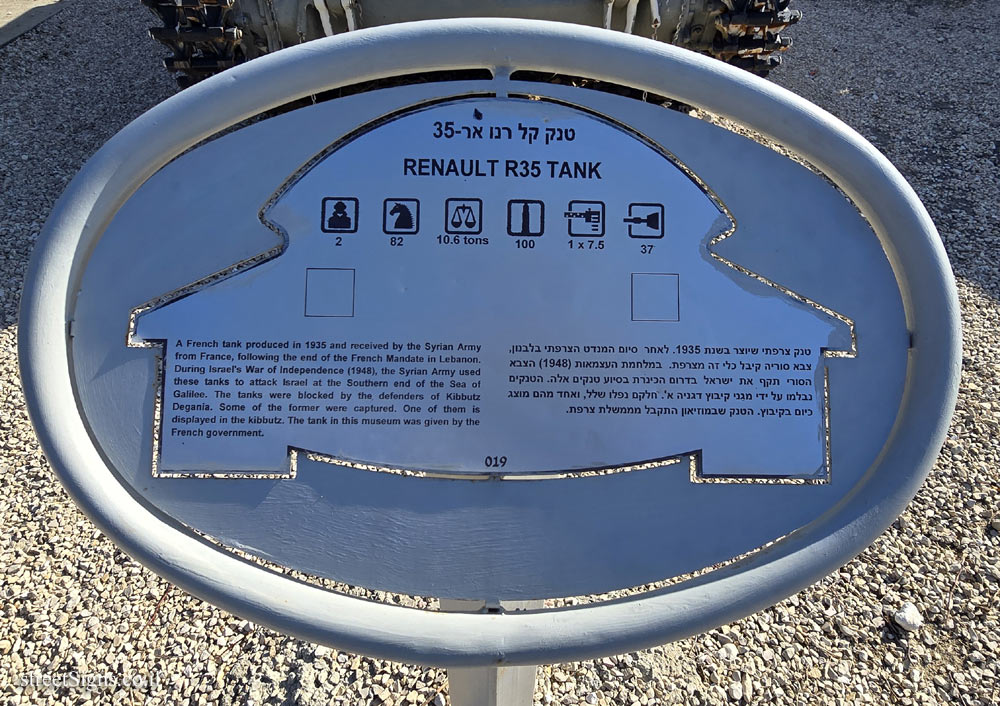 טנק קל רנו אר-35
RENAULT R35 TANK
2
82
10.6 tons
100
1 x 7.5
37
A French tank produced in 1935 and received by the Syrian Army
from France, following the end of the French Mandate in Lebanon.
During Israel's War of Independence (1948), the Syrian Army used
these tanks to attack Israel at the Southern end of the Sea of
Galilee. The tanks were blocked by the defenders of Kibbutz
Degania. Some of the former were captured. One of them is
displayed in the kibbutz. The tank in this museum was given by the
French government.
טנק צרפתי שיוצר בשנת 1935. לאחר סיום המנדט הצרפתי בלבנון,
צבא סוריה קיבל כלי זה מצרפת. במלחמת העצמאות (1948) הצבא
הסורי תקף את ישראל בדרום הכינרת בסיוע טנקים אלה. הטנקים
נבלמו על ידי מגני קיבוץ דגניה א'. חלקם נפלו שלל, ואחד מהם מוצג
כיום בקיבוץ. הטנק שבמוזיאון התקבל מממשלת צרפת.
019
streetSigns.co.il